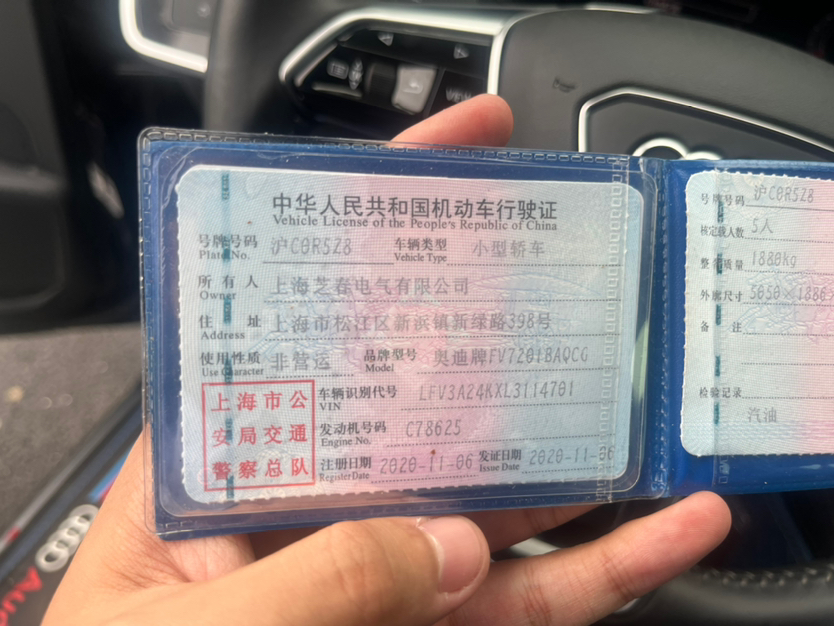 中华人民共和国机动车行驶证
Vehicle License of the People's Republic of China
号牌号码 沪C0R5Z8 车辆类型 小型轿车
Plate No. Vehicle Type
所有人 上海芝春电气有限公司
Owner
住址 上海市松江区新浜镇新绿路398号
Address
使用性质 非营运 品牌型号 奥迪牌FV7201BAQCG
Use Character Model
上海市公
安局交通
警察总队
车辆识别代号 LFV3A24KXL3114701
VIN
发动机号码 C78625
Engine No.
注册日期 2020-11-06 发证日期 2020-11-06
Register Date Issue Date
号牌号码 沪C0R5Z8
核定载人数 5人
整备质量 1880kg
外廓尺寸 5050×1886
备注
检验记录
汽油